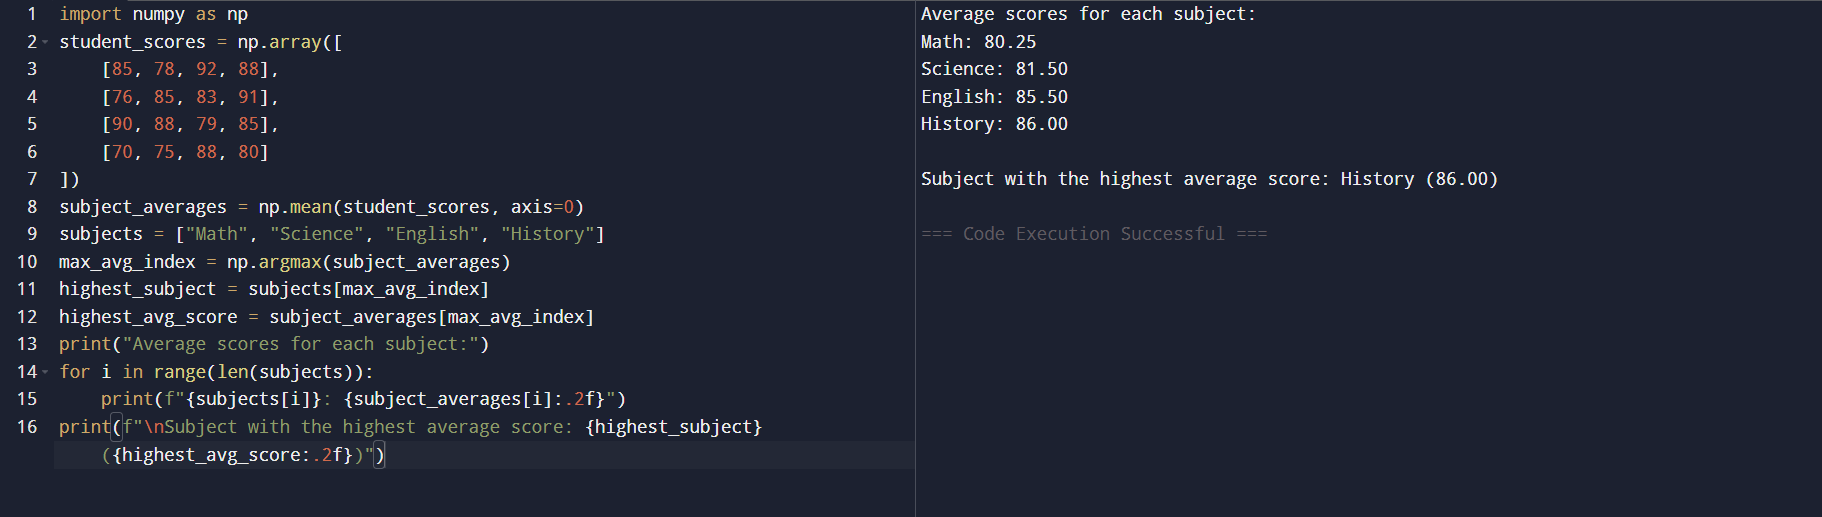 1 import numpy as np
2 student_scores = np.array([
3     [85, 78, 92, 88],
4     [76, 85, 83, 91],
5     [90, 88, 79, 85],
6     [70, 75, 88, 80]
7 ])
8 subject_averages = np.mean(student_scores, axis=0)
9 subjects = ["Math", "Science", "English", "History"]
10 max_avg_index = np.argmax(subject_averages)
11 highest_subject = subjects[max_avg_index]
12 highest_avg_score = subject_averages[max_avg_index]
13 print("Average scores for each subject:")
14 for i in range(len(subjects)):
15     print(f"{subjects[i]}: {subject_averages[i]:.2f}")
16 print(f"\nSubject with the highest average score: {highest_subject}
    ({highest_avg_score:.2f})")
Average scores for each subject:
Math: 80.25
Science: 81.50
English: 85.50
History: 86.00
Subject with the highest average score: History (86.00)
=== Code Execution Successful ===